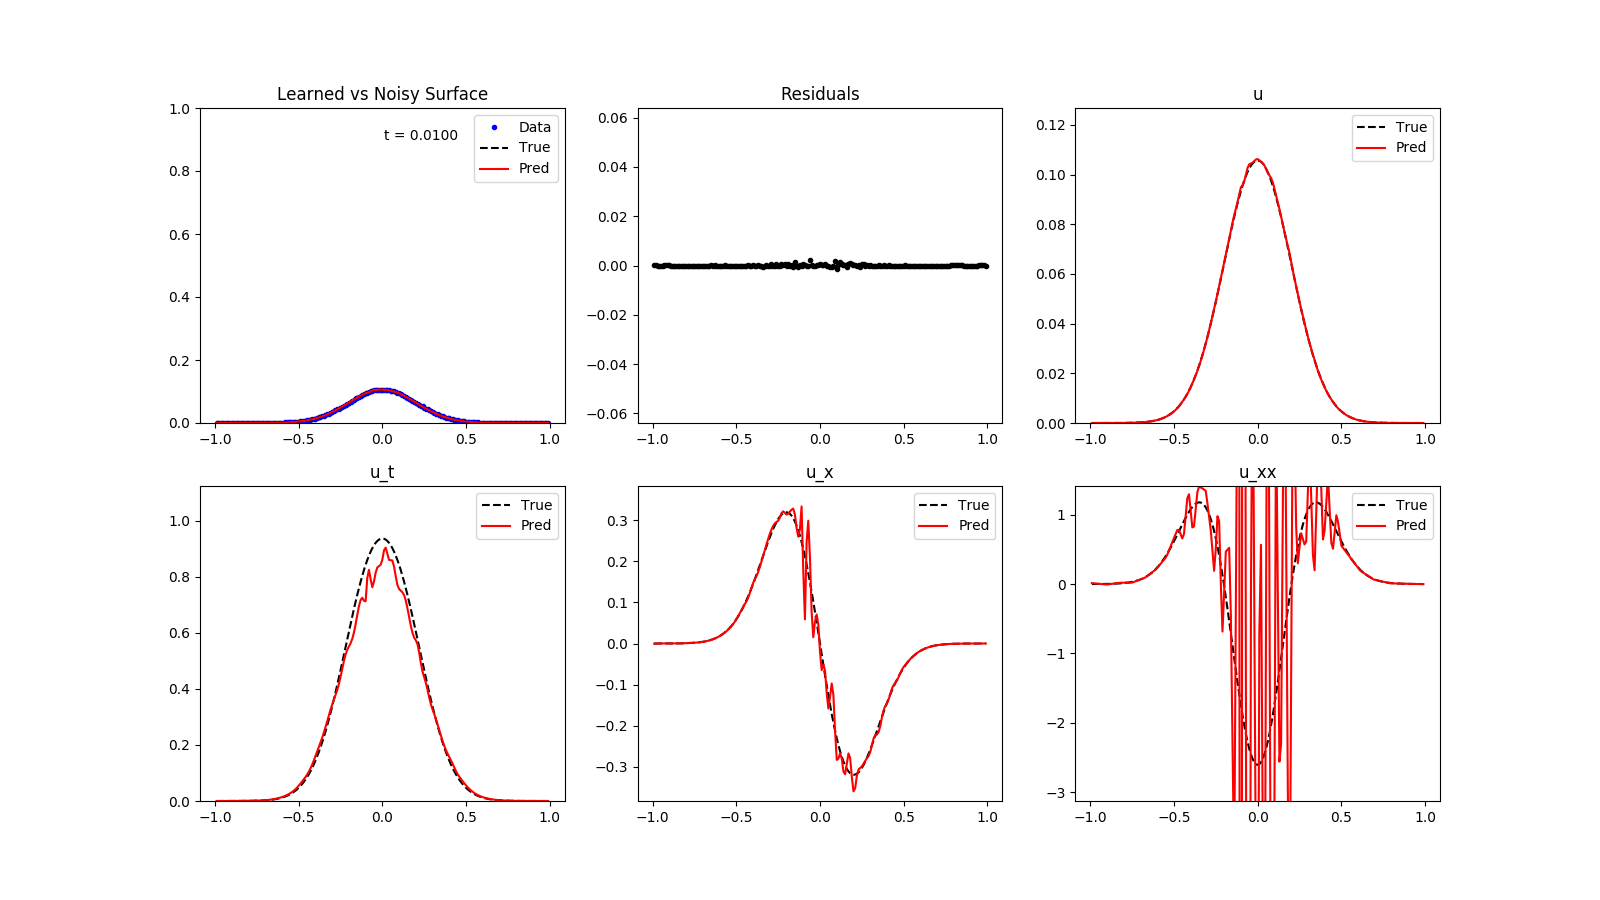 Learned vs Noisy Surface
1.0
0.8
0.6
0.4
0.2
0.0
−1.0 −0.5 0.0 0.5 1.0
t = 0.0100
Data
True
Pred
Residuals
0.06
0.04
0.02
0.00
−0.02
−0.04
−0.06
−1.0 −0.5 0.0 0.5 1.0
u
0.12
0.10
0.08
0.06
0.04
0.02
0.00
−1.0 −0.5 0.0 0.5 1.0
True
Pred
u_t
1.0
0.8
0.6
0.4
0.2
0.0
−1.0 −0.5 0.0 0.5 1.0
True
Pred
u_x
0.3
0.2
0.1
0.0
−0.1
−0.2
−0.3
−1.0 −0.5 0.0 0.5 1.0
True
Pred
u_xx
1
0
−1
−2
−3
−1.0 −0.5 0.0 0.5 1.0
True
Pred